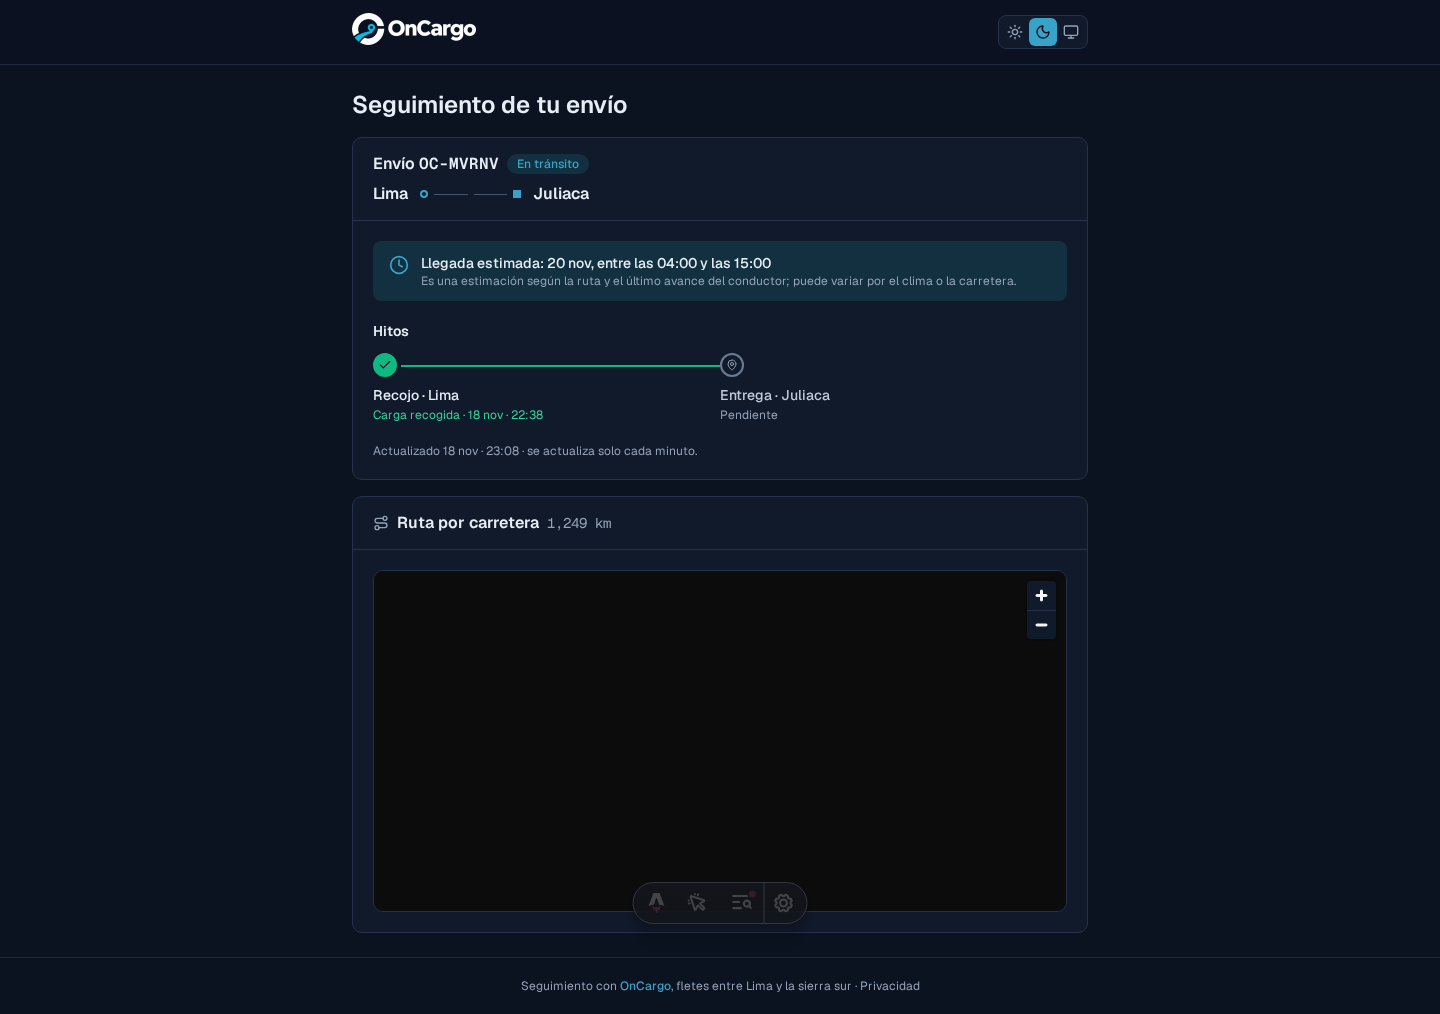 OnCargo
Seguimiento de tu envío
Envío OC-MVRNV En tránsito
Lima Juliaca
Llegada estimada: 20 nov, entre las 04:00 y las 15:00
Es una estimación según la ruta y el último avance del conductor; puede variar por el clima o la carretera.
Hitos
Recojo · Lima
Carga recogida · 18 nov · 22:38
Entrega · Juliaca
Pendiente
Actualizado 18 nov · 23:08 · se actualiza solo cada minuto.
Ruta por carretera 1,249 km
Seguimiento con OnCargo, fletes entre Lima y la sierra sur · Privacidad